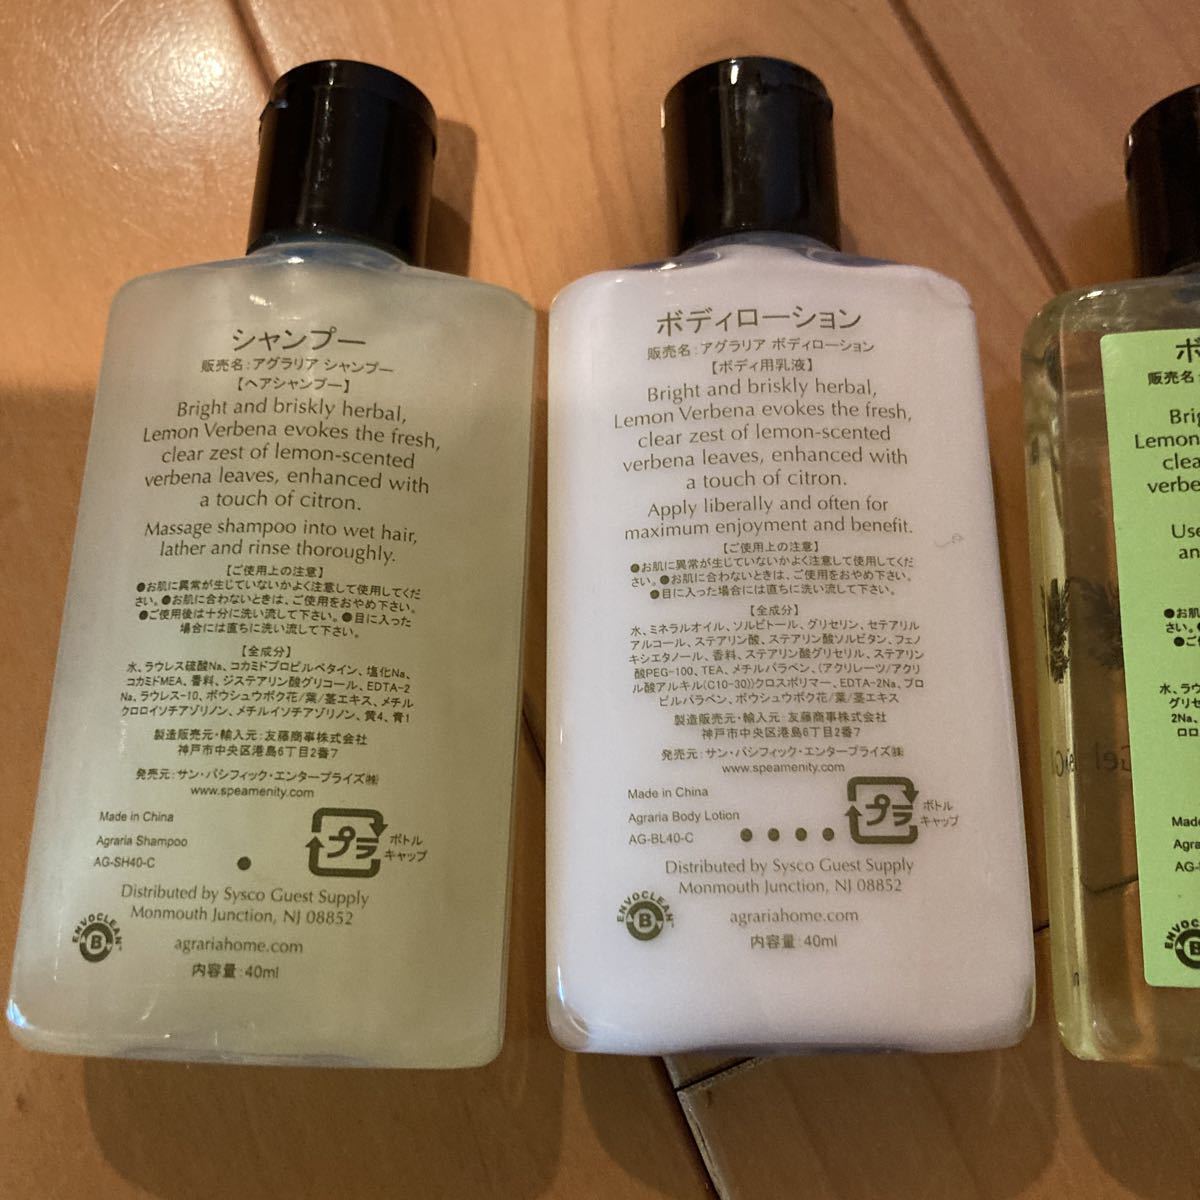 シャンプー
販売名：アグラリア シャンプー
【ヘアシャンプー】
Bright and briskly herbal,
Lemon Verbena evokes the fresh,
clear zest of lemon-scented
verbena leaves, enhanced with
a touch of citron.
Massage shampoo into wet hair,
lather and rinse thoroughly.
【ご使用上の注意】
●お肌に異常が生じていないかよく注意して使用してくだ
さい。●お肌に合わないときは、ご使用をおやめ下さい。
●ご使用後は十分に洗い流して下さい。●目に入った
場合には直ちに洗い流して下さい。
【全成分】
水、ラウレス硫酸Na、コカミドプロピルベタイン、塩化Na、
コカミドMEA、香料、ジステアリン酸グリコール、EDTA-2
Na、ラウレス-10、ボウシュウボク花/葉/茎エキス、メチル
クロロイソチアゾリノン、メチルイソチアゾリノン、黄4、青1
製造販売元・輸入元：友藤商事株式会社
神戸市中央区港島6丁目2番7
発売元：サン・パシフィック・エンタープライズ㈱
www.speamenity.com
Made in China
Agraria Shampoo
AG-SH40-C
プラ
ボトル
キャップ
Distributed by Sysco Guest Supply
Monmouth Junction, NJ 08852
ENVOCLEAN
B
agrariahome.com
内容量：40ml
ボディローション
販売名：アグラリア ボディローション
【ボディ用乳液】
Bright and briskly herbal,
Lemon Verbena evokes the fresh,
clear zest of lemon-scented
verbena leaves, enhanced with
a touch of citron.
Apply liberally and often for
maximum enjoyment and benefit.
【ご使用上の注意】
●お肌に異常が生じていないかよく注意して使用してくだ
さい。●お肌に合わないときは、ご使用をおやめ下さい。
●目に入った場合には直ちに洗い流して下さい。
【全成分】
水、ミネラルオイル、ソルビトール、グリセリン、セテアリル
アルコール、ステアリン酸、ステアリン酸ソルビタン、フェノ
キシエタノール、香料、ステアリン酸グリセリル、ステアリン
酸PEG-100、TEA、メチルパラベン、(アクリレーツ/アクリ
ル酸アルキル(C10-30))クロスポリマー、EDTA-2Na、プロ
ピルパラベン、ボウシュウボク花/葉/茎エキス
製造販売元・輸入元：友藤商事株式会社
神戸市中央区港島6丁目2番7
発売元：サン・パシフィック・エンタープライズ㈱
www.speamenity.com
Made in China
Agraria Body Lotion
AG-BL40-C
プラ
ボトル
キャップ
Distributed by Sysco Guest Supply
Monmouth Junction, NJ 08852
ENVOCLEAN
B
agrariahome.com
内容量：40ml
ボ
販売名
Brig
Lemon
clea
verbe
Use
an
●お肌に
さい。
●ご
水、ラウ
グリセ
2Na、
ロロ
Made
Agra
AG-
ENVOCLE